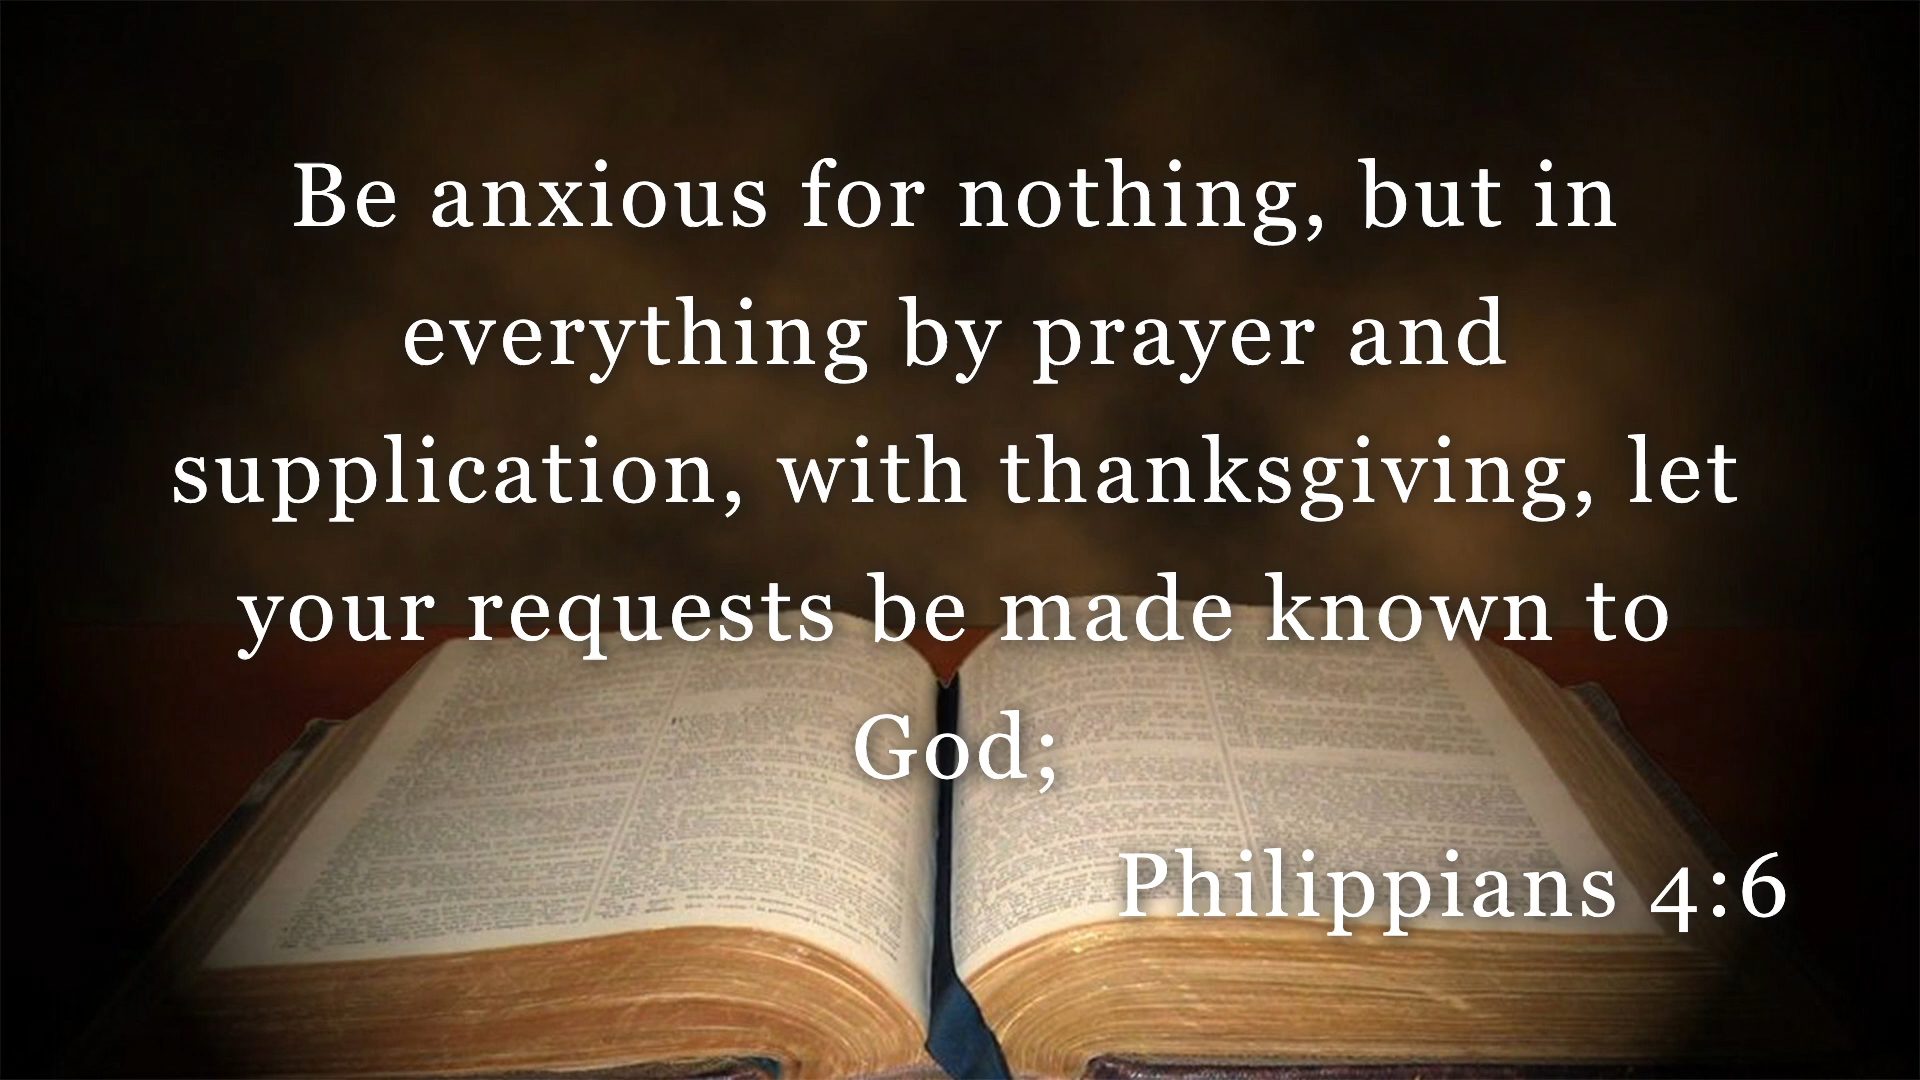 Be anxious for nothing, but in
everything by prayer and
supplication, with thanksgiving, let
your requests be made known to
God;
Philippians 4:6